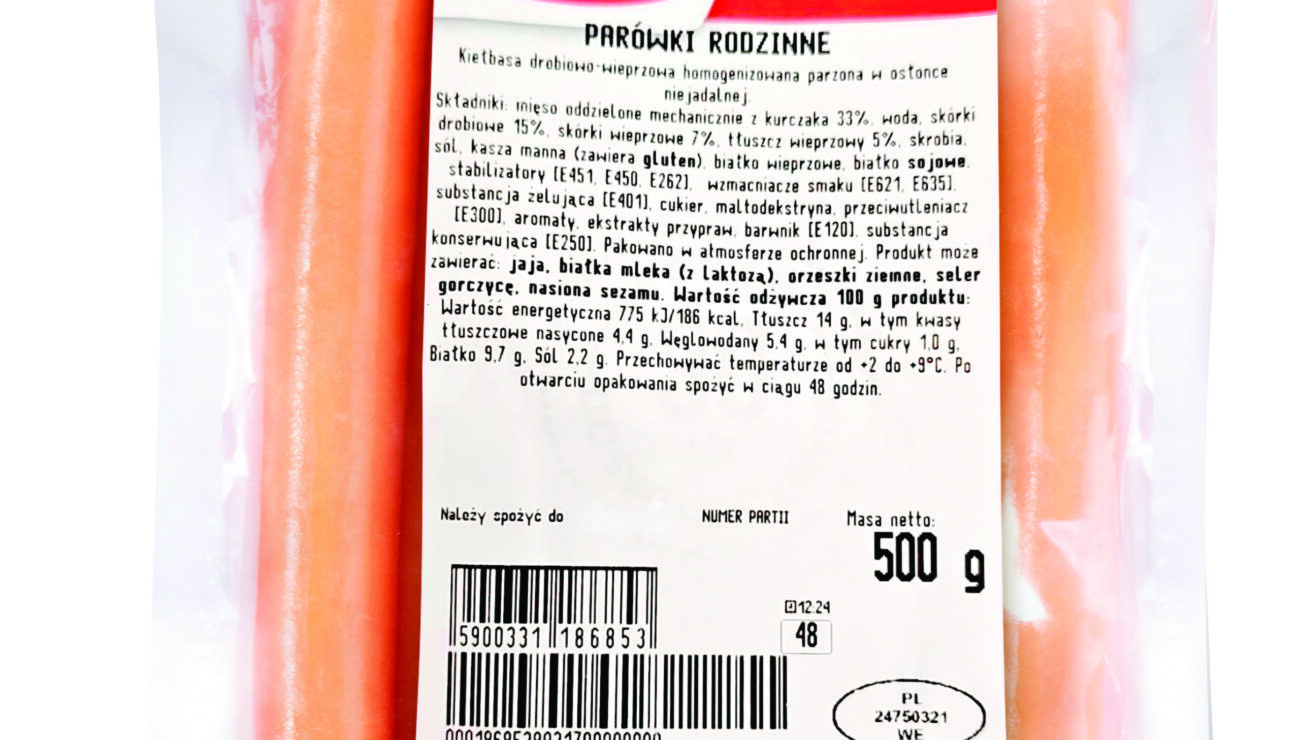 PARÓWKI RODZINNE
Kiełbasa drobiowo-wieprzowa homogenizowana parzona w osłonce
niejadalnej.
Składniki: mięso oddzielone mechanicznie z kurczaka 33%, woda, skórki
drobiowe 15%, skórki wieprzowe 7%, tłuszcz wieprzowy 5%, skrobia,
sól, kasza manna (zawiera gluten), białko wieprzowe, białko sojowe,
stabilizatory [E451, E450, E262], wzmacniacze smaku [E621, E635],
substancja żelująca [E401], cukier, maltodekstryna, przeciwutleniacz
[E300], aromaty, ekstrakty przypraw, barwnik [E120], substancja
konserwująca [E250]. Pakowano w atmosferze ochronnej. Produkt może
zawierać: jaja, białka mleka (z laktozą), orzeszki ziemne, seler
gorczycę, nasiona sezamu. Wartość odżywcza 100 g produktu:
Wartość energetyczna 775 kJ/186 kcal, Tłuszcz 14 g, w tym kwasy
tłuszczowe nasycone 4,4 g, Węglowodany 5,4 g, w tym cukry 1,0 g,
Białko 9,7 g, Sól 2,2 g. Przechowywać temperaturze od +2 do +9°C. Po
otwarciu opakowania spożyć w ciągu 48 godzin.
Należy spożyć do NUMER PARTII Masa netto:
500 g
12.24
48
5900331 186853
PL
24750321
WE